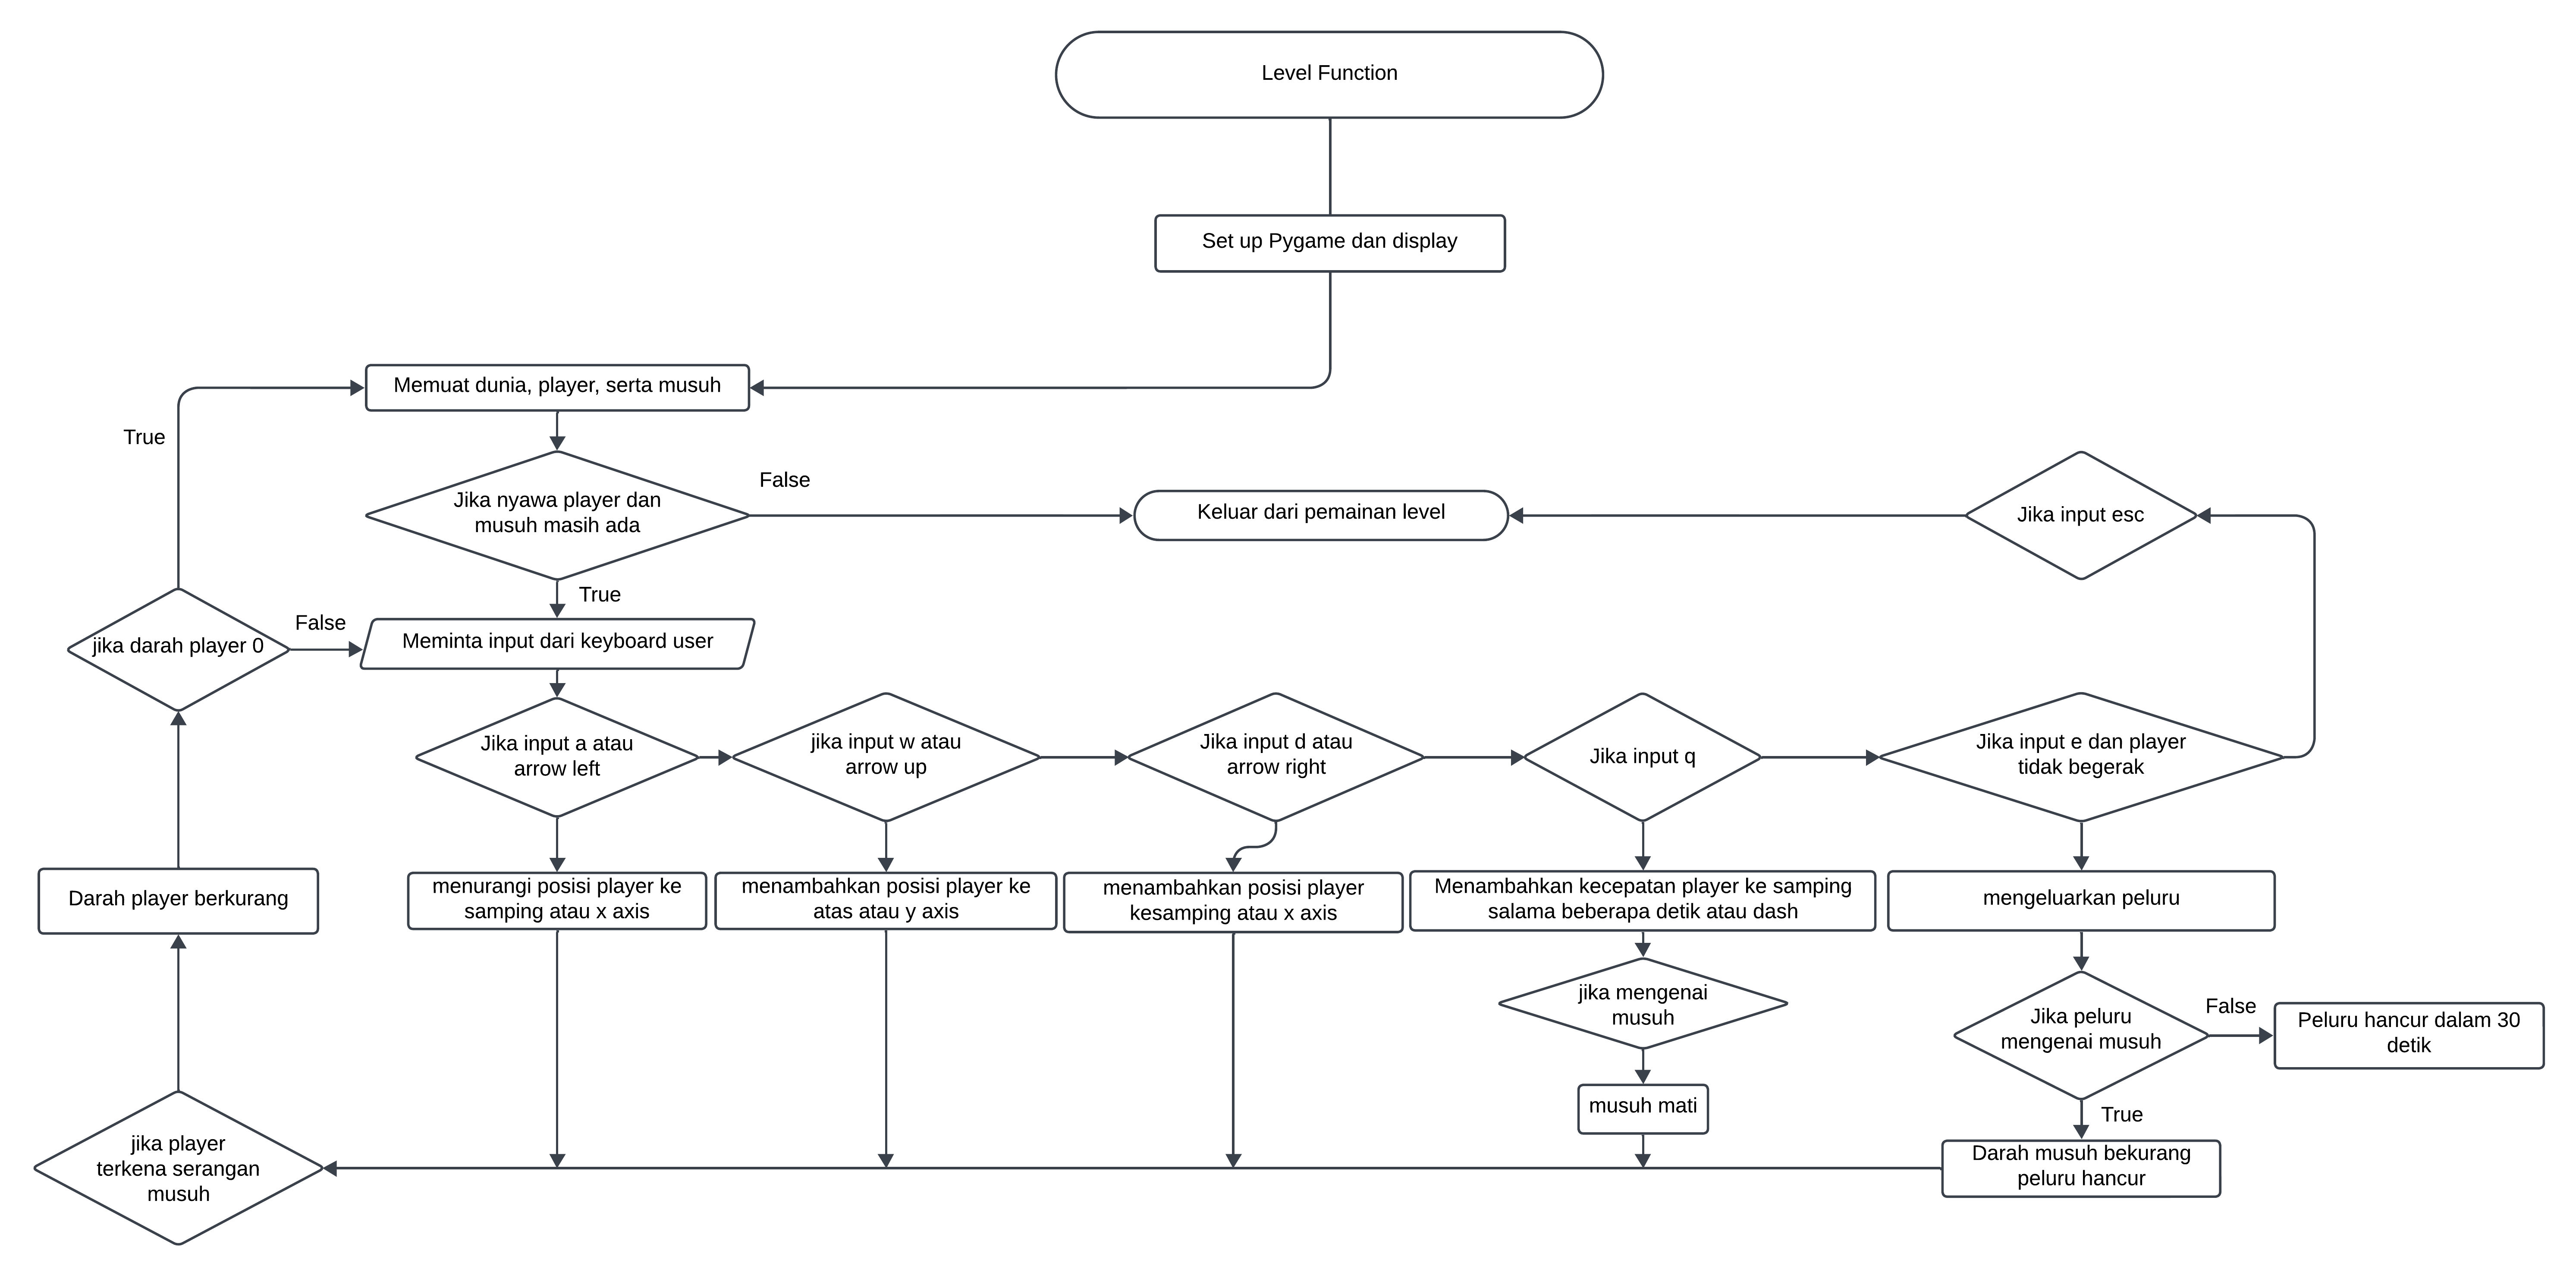 Level Function
Set up Pygame dan display
Memuat dunia, player, serta musuh
True
False
Jika nyawa player dan
musuh masih ada
Keluar dari pemainan level
Jika input esc
True
False
jika darah player 0
Meminta input dari keyboard user
Jika input a atau
arrow left
jika input w atau
arrow up
Jika input d atau
arrow right
Jika input q
Jika input e dan player
tidak begerak
Darah player berkurang
menurangi posisi player ke
samping atau x axis
menambahkan posisi player ke
atas atau y axis
menambahkan posisi player
kesamping atau x axis
Menambahkan kecepatan player ke samping
salama beberapa detik atau dash
mengeluarkan peluru
jika mengenai
musuh
Jika peluru
mengenai musuh
False
Peluru hancur dalam 30
detik
musuh mati
True
jika player
terkena serangan
musuh
Darah musuh bekurang
peluru hancur